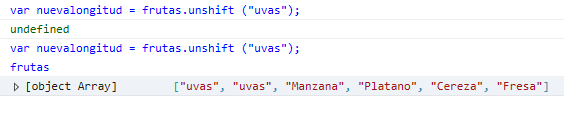 var nuevalongitud = frutas.unshift ("uvas");
undefined
var nuevalongitud = frutas.unshift ("uvas");
frutas
[object Array] ["uvas", "uvas", "Manzana", "Platano", "Cereza", "Fresa"]